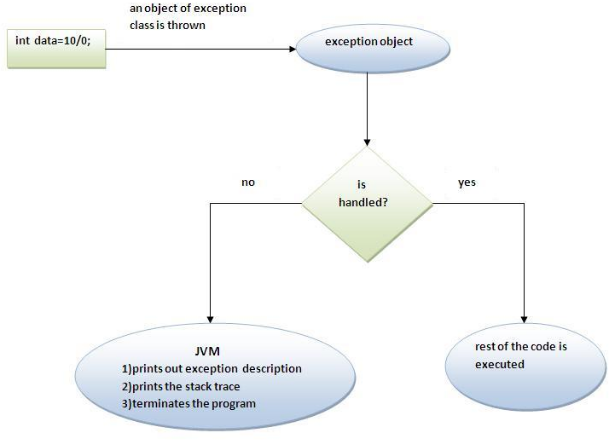 an object of exception
class is thrown
int data=10/0;
exception object
is
handled?
no
yes
JVM
1)prints out exception description
2)prints the stack trace
3)terminates the program
rest of the code is
executed